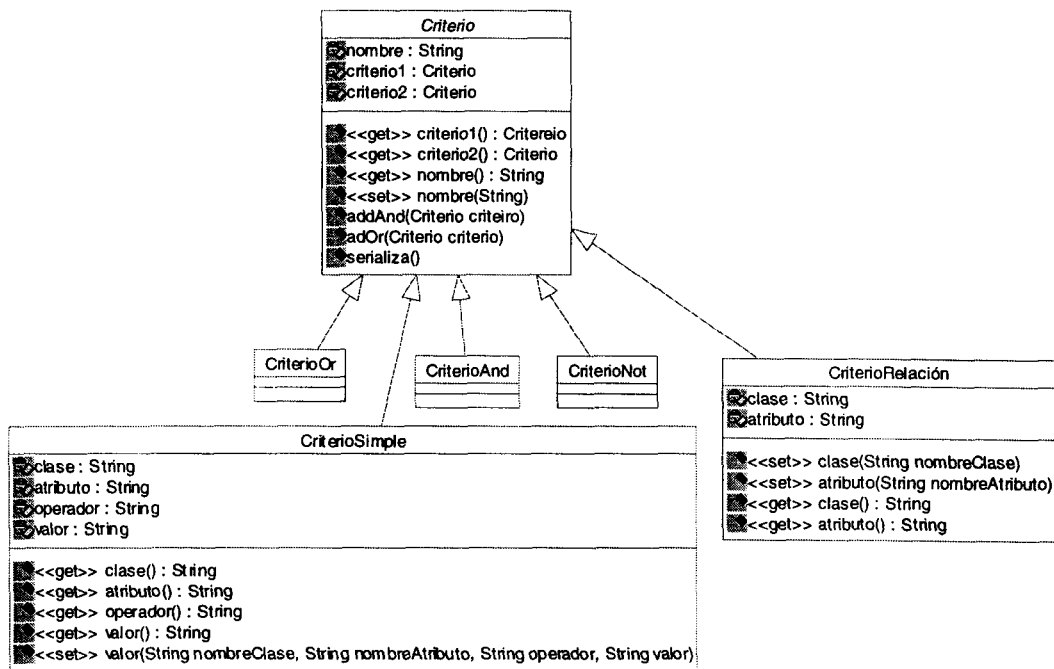 Criterio
nombre : String
criterio1 : Criterio
criterio2 : Criterio
<<get>> criterio1() : Critereio
<<get>> criterio2() : Criterio
<<get>> nombre() : String
<<set>> nombre(String)
addAnd(Criterio criteiro)
adOr(Criterio criterio)
serializa()
CriterioOr
CriterioAnd
CriterioNot
CriterioRelación
clase : String
atributo : String
<<set>> clase(String nombreClase)
<<set>> atributo(String nombreAtributo)
<<get>> clase() : String
<<get>> atributo() : String
CriterioSimple
clase : String
atributo : String
operador : String
valor : String
<<get>> clase() : String
<<get>> atributo() : String
<<get>> operador() : String
<<get>> valor() : String
<<set>> valor(String nombreClase, String nombreAtributo, String operador, String valor)